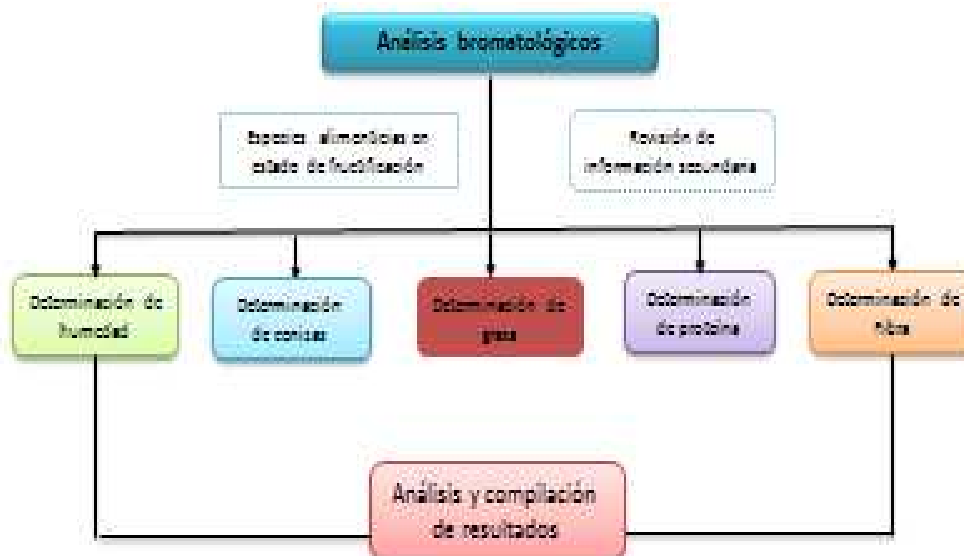 Análisis bromatológicos
Especies alimenticias en
estado de fructificación
Revisión de
información secundaria
Determinación de
humedad
Determinación
de cenizas
Determinación de
grasa
Determinación
de proteína
Determinación de
fibra
Análisis y compilación
de resultados